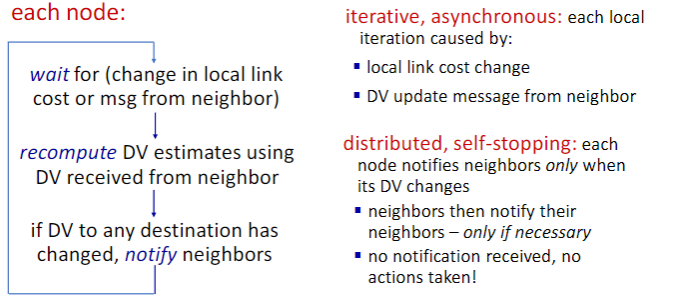 each node:
wait for (change in local link
cost or msg from neighbor)
recompute DV estimates using
DV received from neighbor
if DV to any destination has
changed, notify neighbors
iterative, asynchronous: each local
iteration caused by:
▪ local link cost change
▪ DV update message from neighbor
distributed, self-stopping: each
node notifies neighbors only when
its DV changes
▪ neighbors then notify their
neighbors – only if necessary
▪ no notification received, no
actions taken!